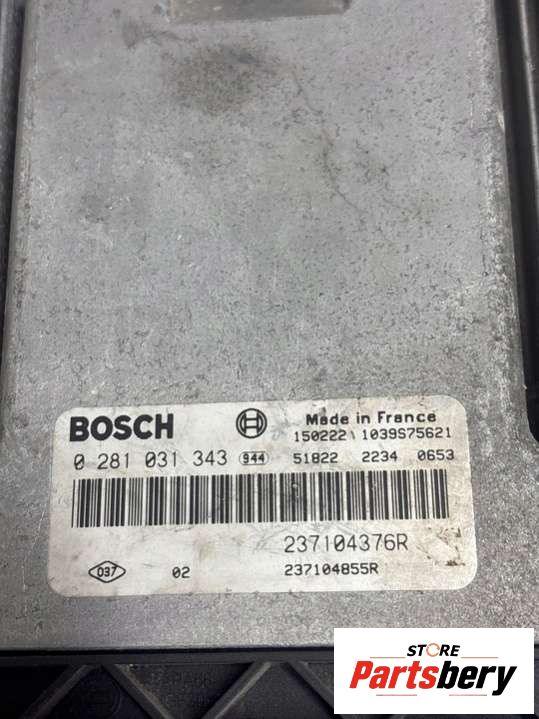 BOSCH
Made in France
150222 1039S75621
0 281 031 343 944 51822 2234 0653
237104376R
037 02 237104855R
STORE
Partsbery